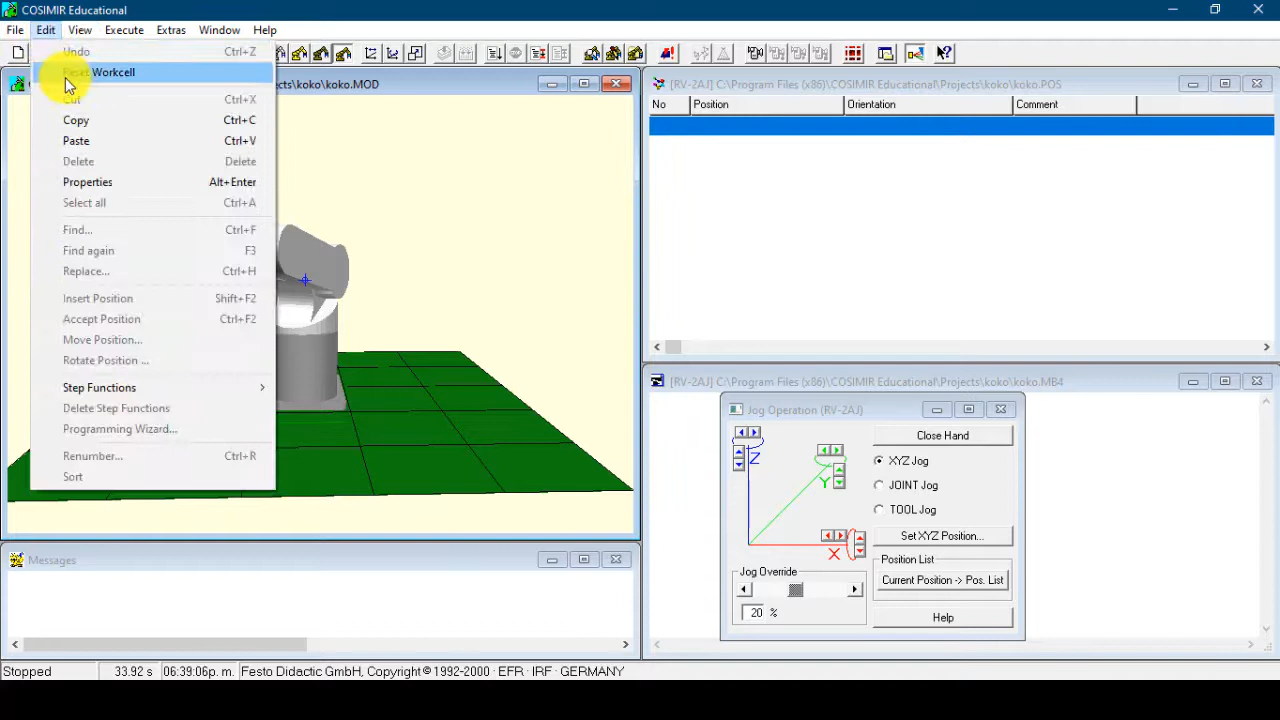 COSIMIR Educational
File Edit View Execute Extras Window Help
Undo Ctrl+Z
Workcell
Cut Ctrl+X
Copy Ctrl+C
Paste Ctrl+V
Delete Delete
Properties Alt+Enter
Select all Ctrl+A
Find... Ctrl+F
Find again F3
Replace... Ctrl+H
Insert Position Shift+F2
Accept Position Ctrl+F2
Move Position...
Rotate Position ...
Step Functions
Delete Step Functions
Programming Wizard...
Renumber... Ctrl+R
Sort
cts\koko\koko.MOD
[RV-2AJ] C:\Program Files (x86)\COSIMIR Educational\Projects\koko\koko.POS
No Position Orientation Comment
[RV-2AJ] C:\Program Files (x86)\COSIMIR Educational\Projects\koko\koko.MB4
Jog Operation (RV-2AJ)
Z
Y
X
Close Hand
XYZ Jog
JOINT Jog
TOOL Jog
Set XYZ Position...
Position List
Current Position -> Pos. List
Help
Jog Override
20 %
Messages
Stopped 33.92 s 06:39:06p. m. Festo Didactic GmbH, Copyright © 1992-2000 · EFR · IRF · GERMANY